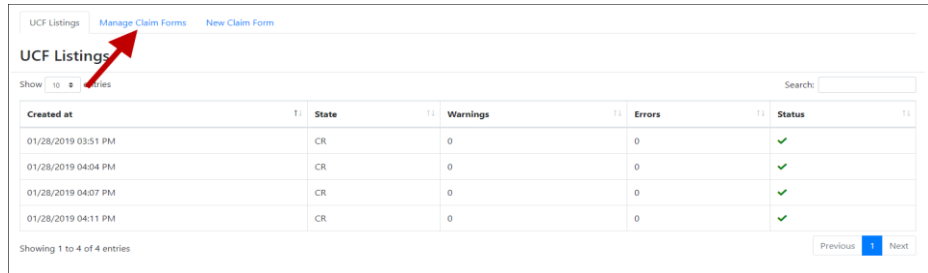 UCF Listings Manage Claim Forms New Claim Form
UCF Listings
Show 10 entries Search:
Created at State Warnings Errors Status
01/28/2019 03:51 PM CR 0 0
01/28/2019 04:04 PM CR 0 0
01/28/2019 04:07 PM CR 0 0
01/28/2019 04:11 PM CR 0 0
Showing 1 to 4 of 4 entries Previous 1 Next